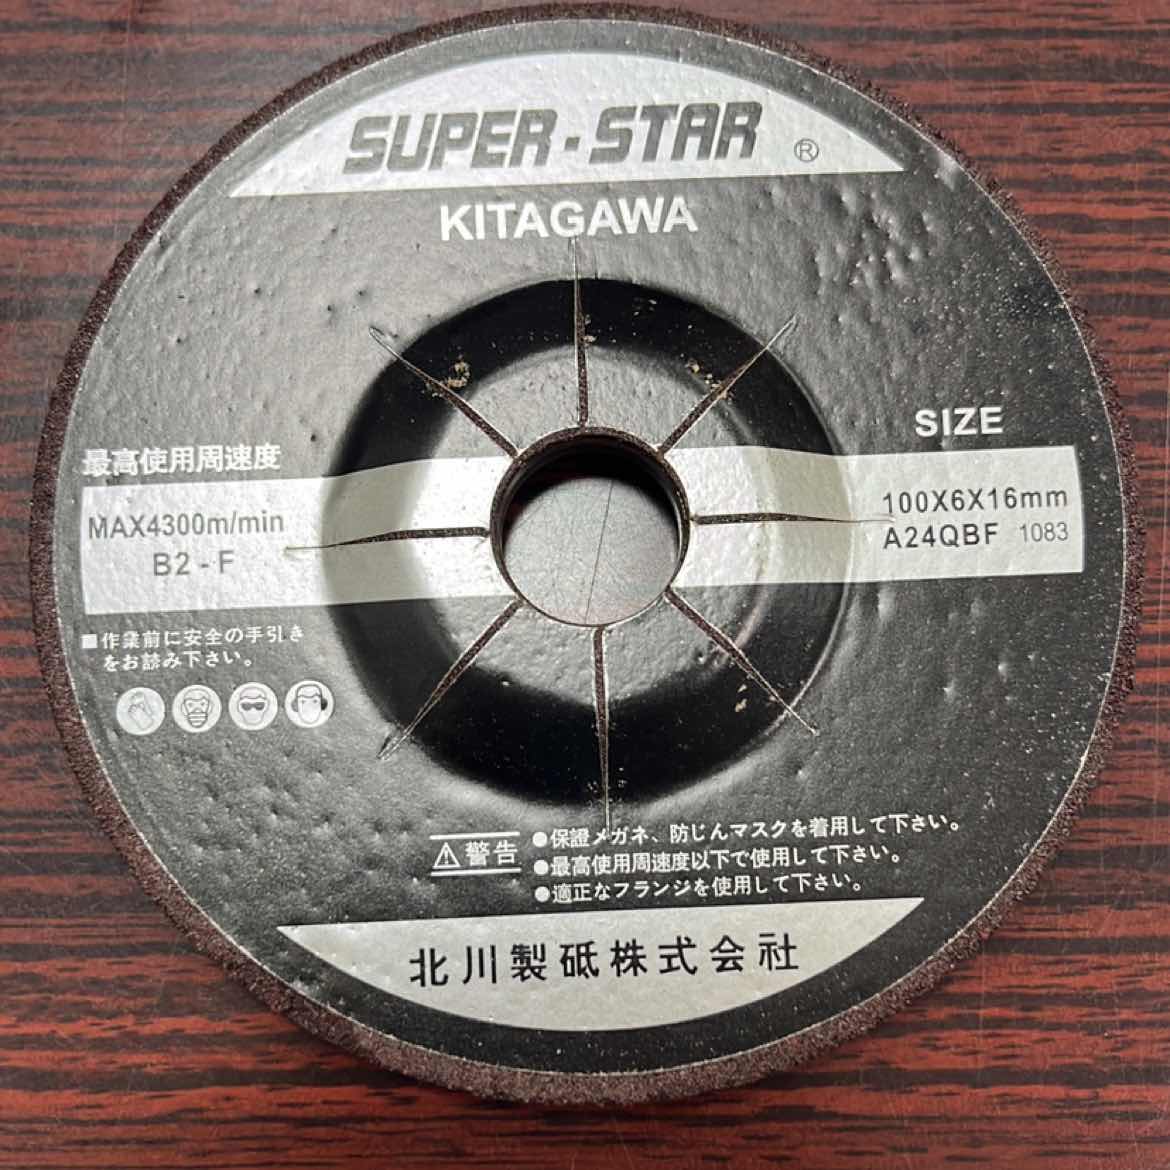 SUPER-STAR ®
KITAGAWA
SIZE
最高使用周速度
MAX4300m/min
B2-F
100X6X16mm
A24QBF 1083
■作業前に安全の手引き
をお読み下さい。
⚠警告
●保證メガネ、防じんマスクを着用して下さい。
●最高使用周速度以下で使用して下さい。
●適正なフランジを使用して下さい。
北川製砥株式会社